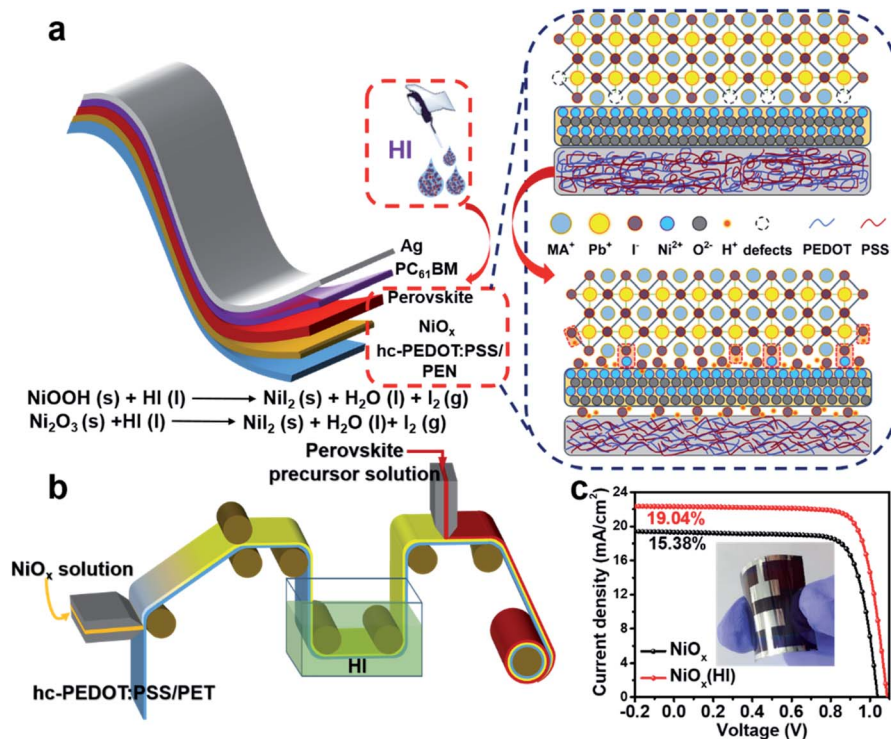 a
HI
Ag
PC₆₁BM
Perovskite
NiOₓ
hc-PEDOT:PSS/
PEN
MA⁺ Pb⁺ I⁻ Ni²⁺ O²⁻ H⁺ defects PEDOT PSS
NiOOH (s) + HI (l) ⟶ NiI₂ (s) + H₂O (l) + I₂ (g)
Ni₂O₃ (s) +HI (l) ⟶ NiI₂ (s) + H₂O (l)+ I₂ (g)
b
Perovskite
precursor solution
NiOₓ solution
HI
hc-PEDOT:PSS/PET
c
Current density (mA/cm²)
24
20
16
12
8
4
0
19.04%
15.38%
NiOₓ
NiOₓ(HI)
-0.2 0.0 0.2 0.4 0.6 0.8 1.0
Voltage (V)